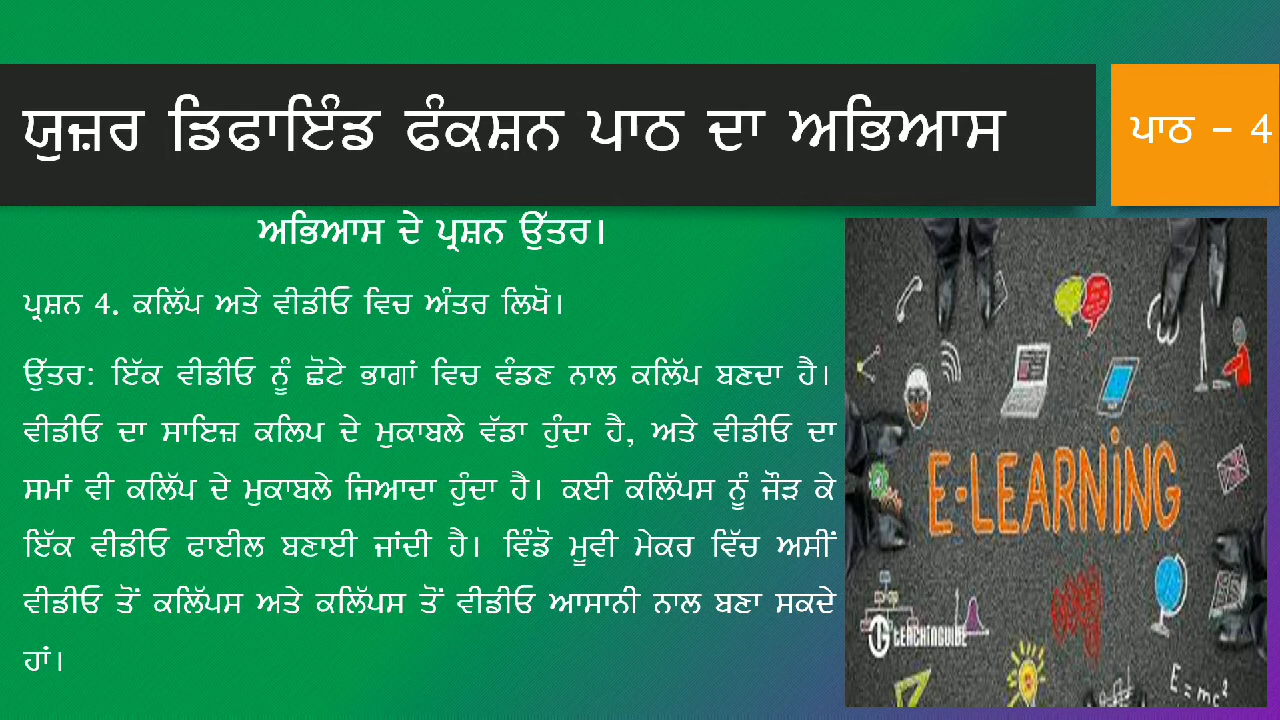 ਯੁਜ਼ਰ ਡਿਫਾਇੰਡ ਫੰਕਸ਼ਨ ਪਾਠ ਦਾ ਅਭਿਆਸ
ਪਾਠ – 4
ਅਭਿਆਸ ਦੇ ਪ੍ਰਸ਼ਨ ਉੱਤਰ।
ਪ੍ਰਸ਼ਨ 4. ਕਲਿੱਪ ਅਤੇ ਵੀਡੀਓ ਵਿਚ ਅੰਤਰ ਲਿਖੋ।
ਉੱਤਰ: ਇੱਕ ਵੀਡੀਓ ਨੂੰ ਛੋਟੇ ਭਾਗਾਂ ਵਿਚ ਵੰਡਣ ਨਾਲ ਕਲਿੱਪ ਬਣਦਾ ਹੈ।
ਵੀਡੀਓ ਦਾ ਸਾਇਜ਼ ਕਲਿਪ ਦੇ ਮੁਕਾਬਲੇ ਵੱਡਾ ਹੁੰਦਾ ਹੈ, ਅਤੇ ਵੀਡੀਓ ਦਾ
ਸਮਾਂ ਵੀ ਕਲਿੱਪ ਦੇ ਮੁਕਾਬਲੇ ਜਿਆਦਾ ਹੁੰਦਾ ਹੈ। ਕਈ ਕਲਿੱਪਸ ਨੂੰ ਜੌੜ ਕੇ
ਇੱਕ ਵੀਡੀਓ ਫਾਈਲ ਬਣਾਈ ਜਾਂਦੀ ਹੈ। ਵਿੰਡੋ ਮੂਵੀ ਮੇਕਰ ਵਿੱਚ ਅਸੀਂ
ਵੀਡੀਓ ਤੋਂ ਕਲਿੱਪਸ ਅਤੇ ਕਲਿੱਪਸ ਤੋਂ ਵੀਡੀਓ ਆਸਾਨੀ ਨਾਲ ਬਣਾ ਸਕਦੇ
ਹਾਂ।
E-LEARNING
TEACHINGUIDE
E=mc²